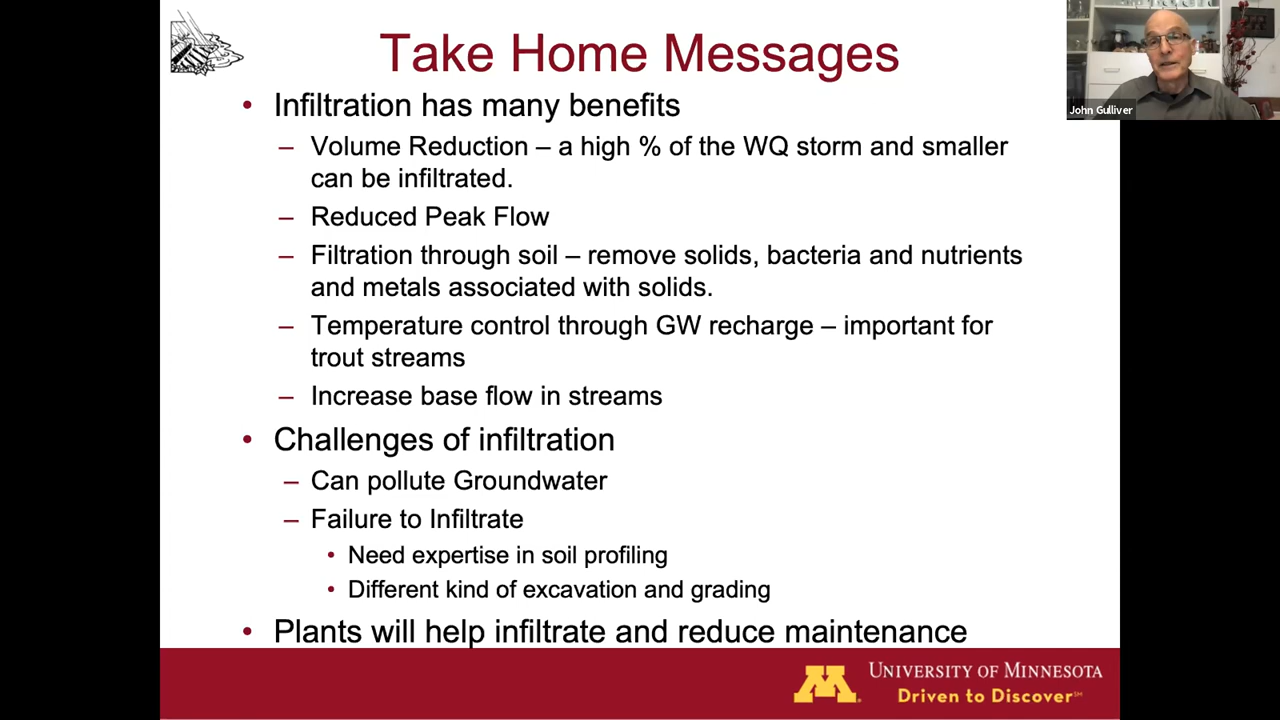 Take Home Messages
• Infiltration has many benefits
– Volume Reduction – a high % of the WQ storm and smaller
can be infiltrated.
– Reduced Peak Flow
– Filtration through soil – remove solids, bacteria and nutrients
and metals associated with solids.
– Temperature control through GW recharge – important for
trout streams
– Increase base flow in streams
• Challenges of infiltration
– Can pollute Groundwater
– Failure to Infiltrate
• Need expertise in soil profiling
• Different kind of excavation and grading
• Plants will help infiltrate and reduce maintenance
M
UNIVERSITY OF MINNESOTA
Driven to Discover℠
John Gulliver